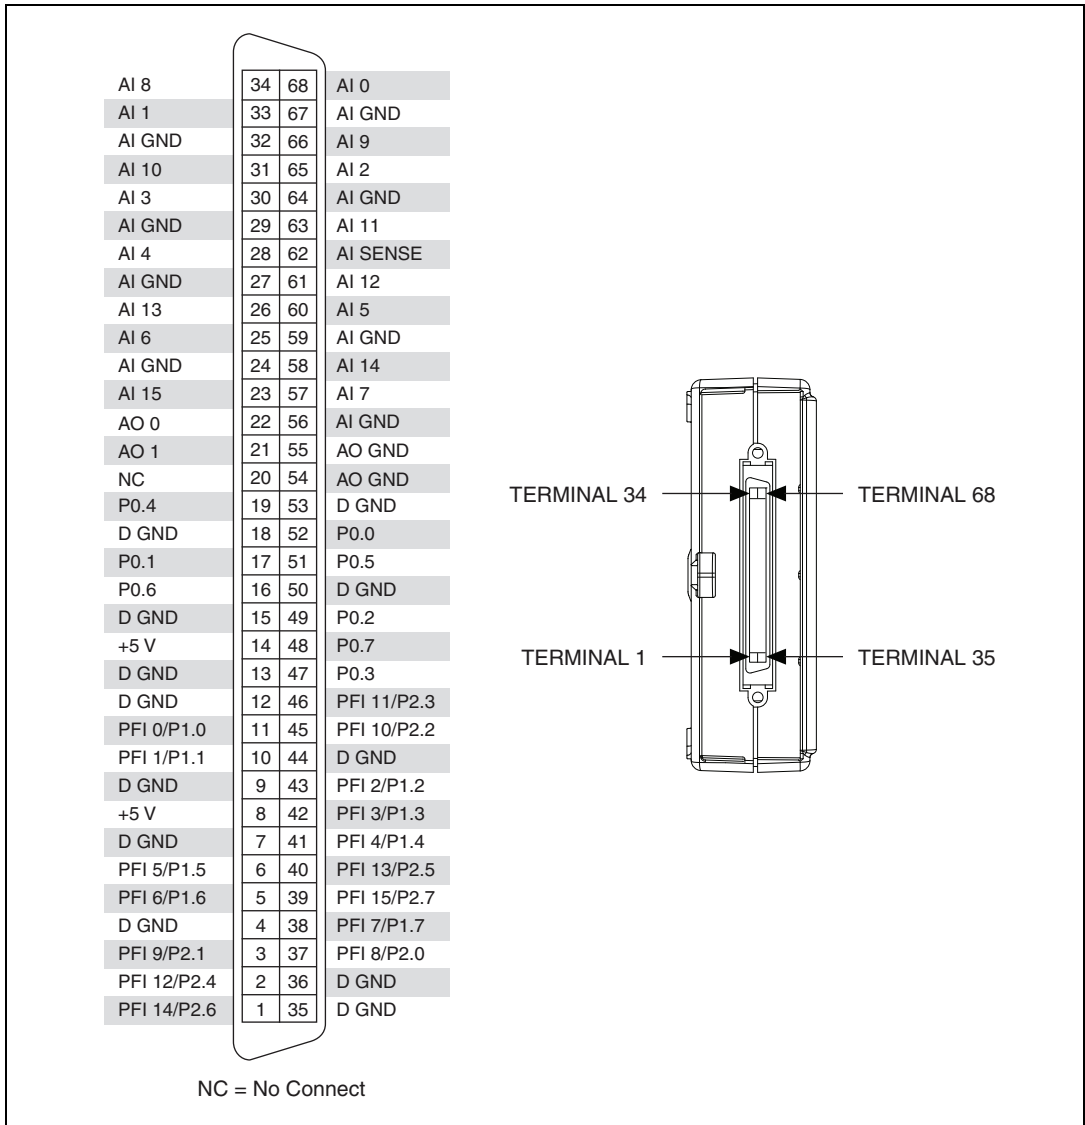 AI 8 34 68 AI 0
AI 1 33 67 AI GND
AI GND 32 66 AI 9
AI 10 31 65 AI 2
AI 3 30 64 AI GND
AI GND 29 63 AI 11
AI 4 28 62 AI SENSE
AI GND 27 61 AI 12
AI 13 26 60 AI 5
AI 6 25 59 AI GND
AI GND 24 58 AI 14
AI 15 23 57 AI 7
AO 0 22 56 AI GND
AO 1 21 55 AO GND
NC 20 54 AO GND
P0.4 19 53 D GND
D GND 18 52 P0.0
P0.1 17 51 P0.5
P0.6 16 50 D GND
D GND 15 49 P0.2
+5 V 14 48 P0.7
D GND 13 47 P0.3
D GND 12 46 PFI 11/P2.3
PFI 0/P1.0 11 45 PFI 10/P2.2
PFI 1/P1.1 10 44 D GND
D GND 9 43 PFI 2/P1.2
+5 V 8 42 PFI 3/P1.3
D GND 7 41 PFI 4/P1.4
PFI 5/P1.5 6 40 PFI 13/P2.5
PFI 6/P1.6 5 39 PFI 15/P2.7
D GND 4 38 PFI 7/P1.7
PFI 9/P2.1 3 37 PFI 8/P2.0
PFI 12/P2.4 2 36 D GND
PFI 14/P2.6 1 35 D GND
NC = No Connect
TERMINAL 34 TERMINAL 68
TERMINAL 1 TERMINAL 35